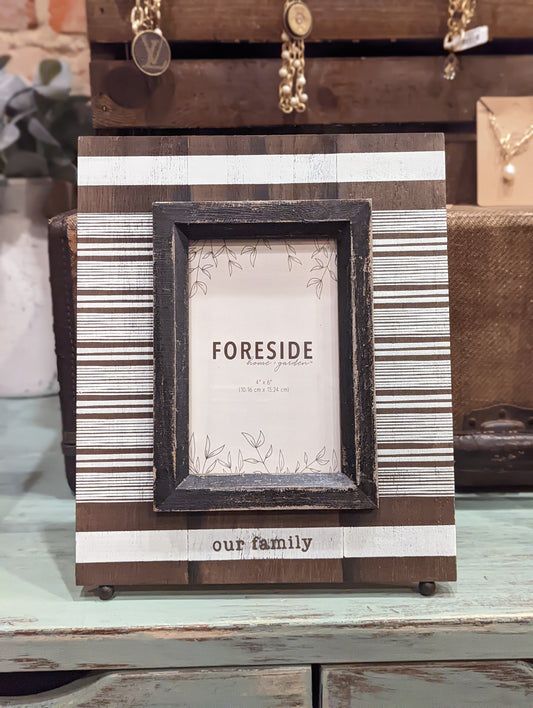 FORESIDE
home + garden
4" x 6"
(10.16 cm x 15.24 cm)
our family